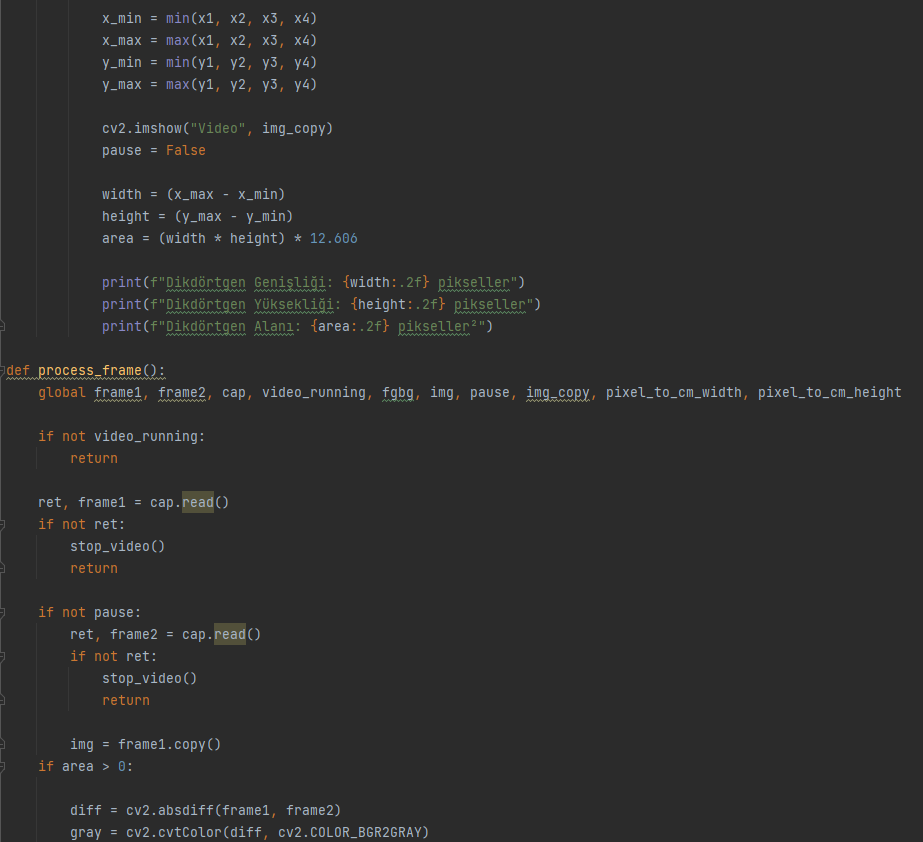 x_min = min(x1, x2, x3, x4)
x_max = max(x1, x2, x3, x4)
y_min = min(y1, y2, y3, y4)
y_max = max(y1, y2, y3, y4)
cv2.imshow("Video", img_copy)
pause = False
width = (x_max - x_min)
height = (y_max - y_min)
area = (width * height) * 12.606
print(f"Dikdörtgen Genişliği: {width:.2f} pikseller")
print(f"Dikdörtgen Yüksekliği: {height:.2f} pikseller")
print(f"Dikdörtgen Alanı: {area:.2f} pikseller²")
def process_frame():
global frame1, frame2, cap, video_running, fgbg, img, pause, img_copy, pixel_to_cm_width, pixel_to_cm_height
if not video_running:
return
ret, frame1 = cap.read()
if not ret:
stop_video()
return
if not pause:
ret, frame2 = cap.read()
if not ret:
stop_video()
return
img = frame1.copy()
if area > 0:
diff = cv2.absdiff(frame1, frame2)
gray = cv2.cvtColor(diff, cv2.COLOR_BGR2GRAY)